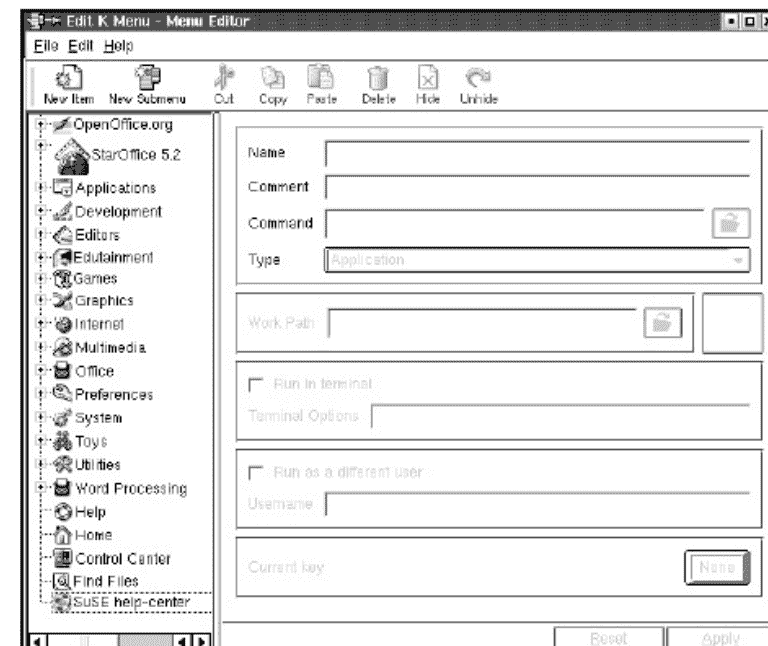 Edit K Menu - Menu Editor
File Edit Help
New Item New Submenu Cut Copy Paste Delete Hide Unhide
OpenOffice.org
StarOffice 5.2
Applications
Development
Editors
Edutainment
Games
Graphics
Internet
Multimedia
Office
Preferences
System
Toys
Utilities
Word Processing
Help
Home
Control Center
Find Files
SuSE help-center
Name
Comment
Command
Type Application
Work Path
Run in terminal
Terminal Options
Run as a different user
Username
Current key None
Reset Apply